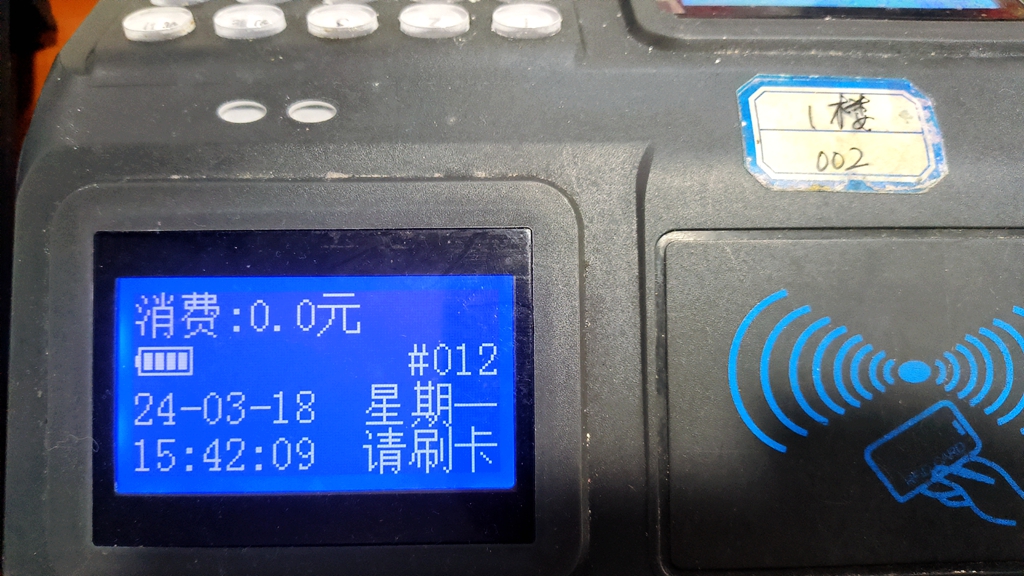 1楼
002
消费:0.0元
#012
24-03-18 星期一
15:42:09 请刷卡